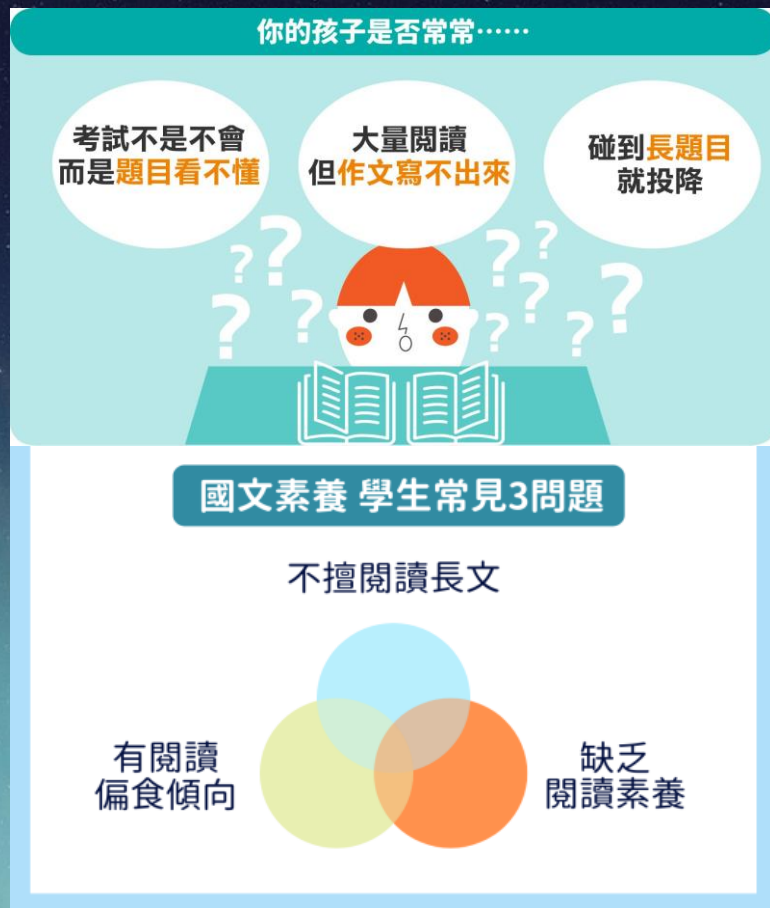 你的孩子是否常常⋯⋯
考試不是不會
而是題目看不懂
大量閱讀
但作文寫不出來
碰到長題目
就投降
國文素養 學生常見3問題
不擅閱讀長文
有閱讀
偏食傾向
缺乏
閱讀素養